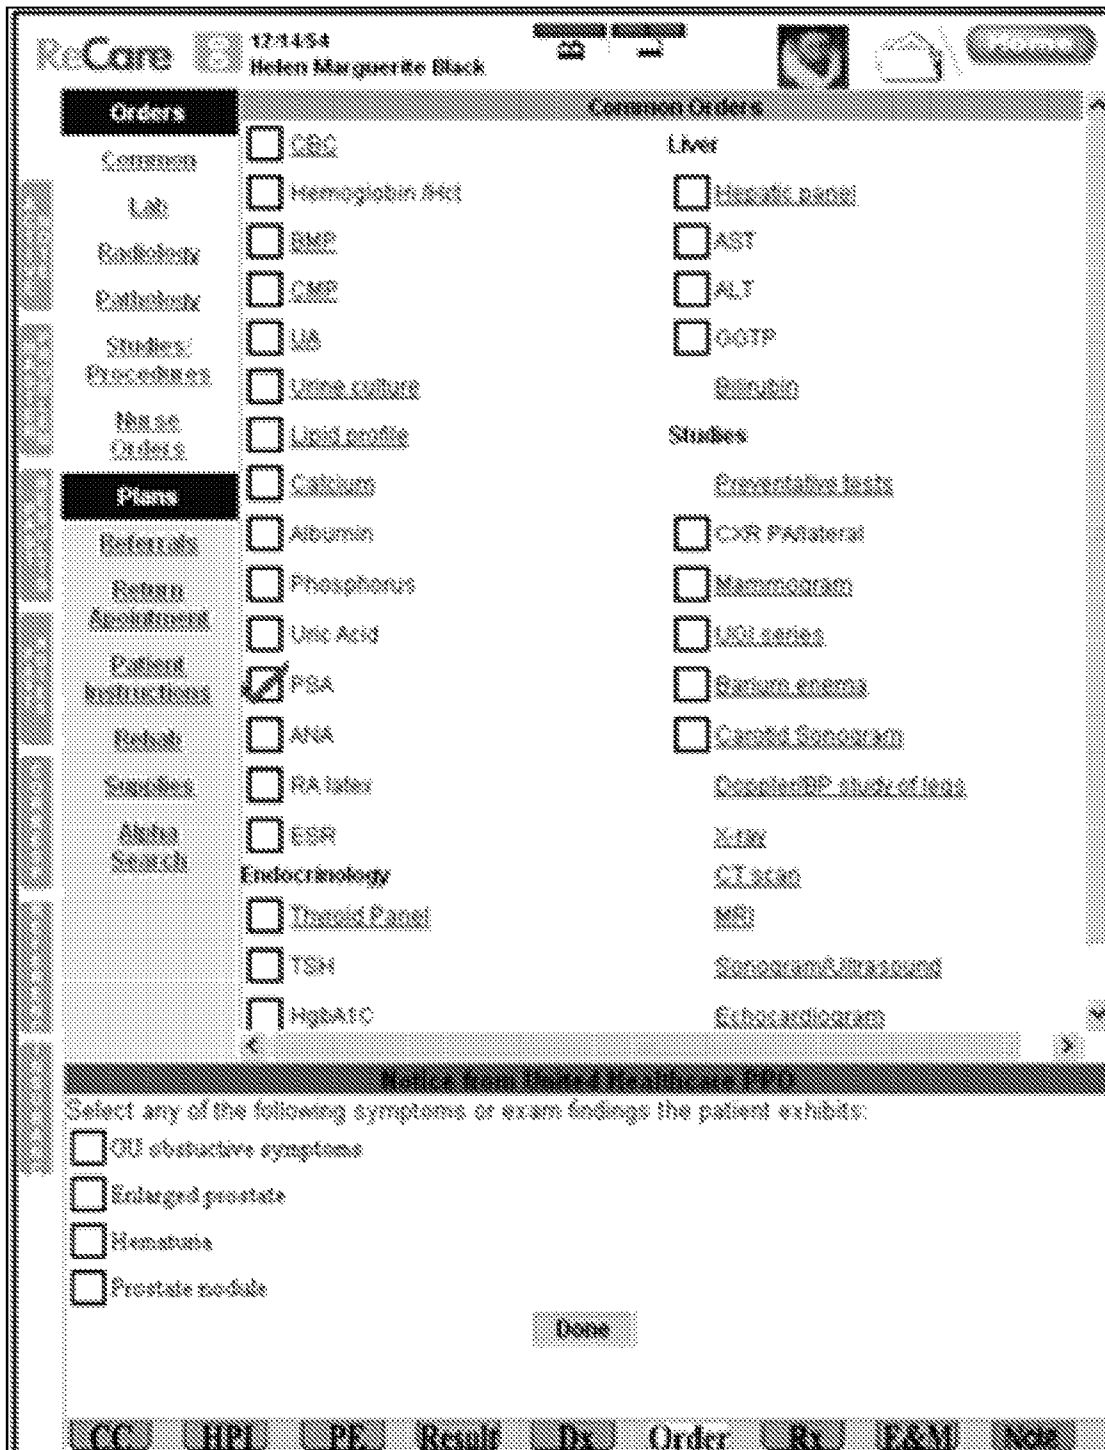 ReCare
12/14/54
Helen Marguerite Black
B
L
Orders
Common
Lab
Radiology
Pathology
Studies/
Procedures
Nurse
Orders
Plans
Referrals
Return
Apointment
Patient
Instructions
Rehab
Supplies
Alpha
Search
Common Orders
CBC
Hemoglobin /Hct
BMP
CMP
UA
Urine culture
Lipid profile
Calcium
Albumin
Phosphorus
Uric Acid
PSA
ANA
RA latex
ESR
Endocrinology
Thyroid Panel
TSH
HgbA1C
Liver
Hepatic panel
AST
ALT
GGTP
Bilirubin
Studies
Preventative tests
CXR PA/lateral
Mammogram
UGI series
Barium enema
Carotid Sonogram
Doppler/BP study of legs
X-ray
CT scan
MRI
Sonogram/Ultrasound
Echocardiogram
Notice from United Healthcare PPO
Select any of the following symptoms or exam findings the patient exhibits:
GU obstuctive symptoms
Enlarged prostate
Hematuria
Prostate nodule
Done
CC HPI PE Result Dx Order Rx E&M Note